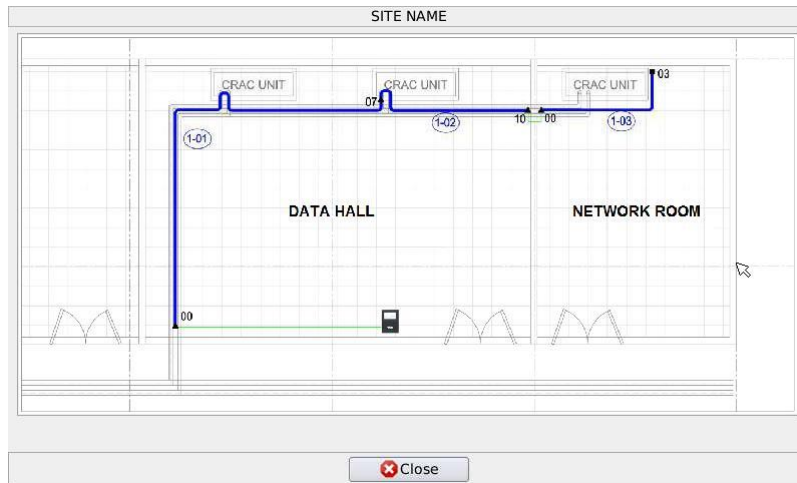 SITE NAME
CRAC UNIT
CRAC UNIT
CRAC UNIT
03
07
1-01
1-02
10
00
1-03
DATA HALL
NETWORK ROOM
00
Close